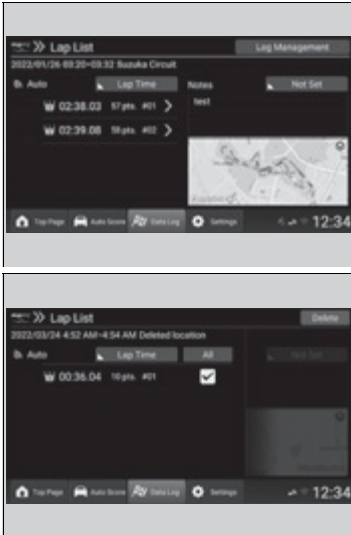 Lap List
Log Management
2022/01/26 03:20~03:32 Suzuka Circuit
Auto
Lap Time
Notes
Not Set
02:38.03 57pts. #01
test
02:39.08 58pts. #02
Top Page
Auto Score
Data Log
Settings
12:34
Lap List
Delete
2022/03/24 4:52 AM~4:54 AM Deleted location
Auto
Lap Time
All
Not Set
00:36.04 10pts. #01
Top Page
Auto Score
Data Log
Settings
12:34